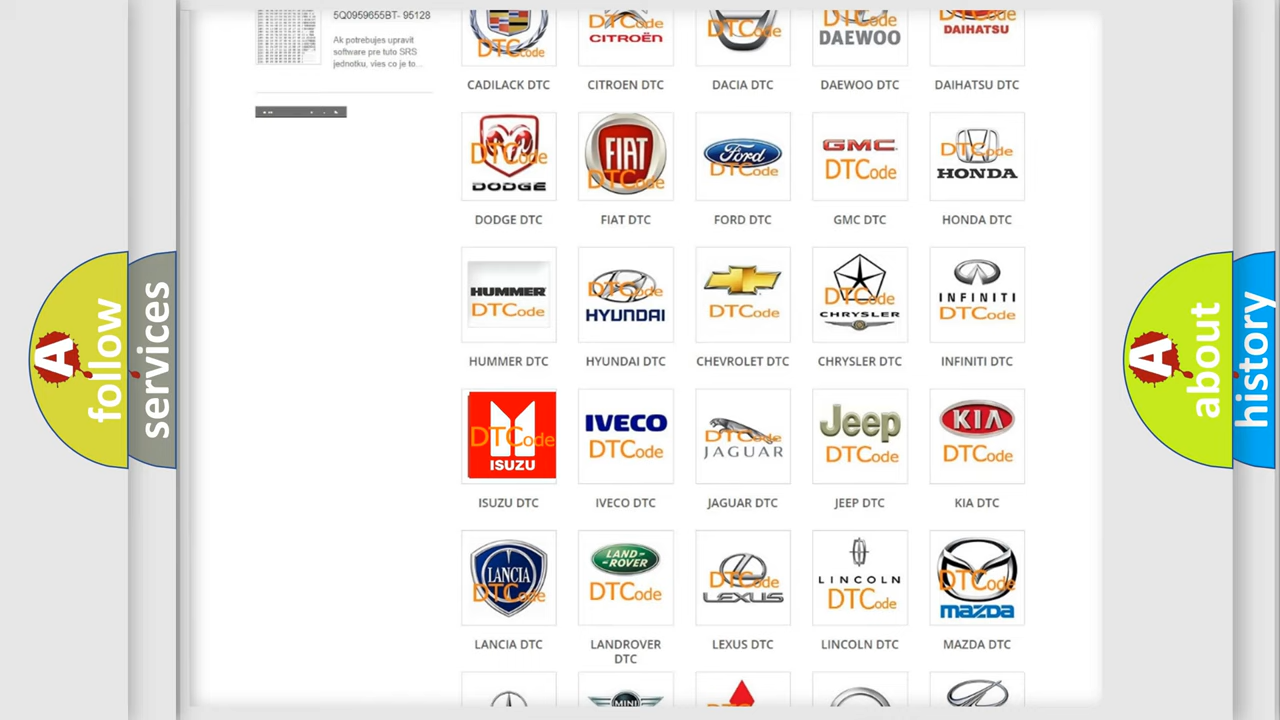 5Q0959655BT- 95128
Ak potrebujes upravit
software pre tuto SRS
jednotku, vies co je to...
DTCode
DTCode
CITROËN
DTCode
DAEWOO
DTCode
DAIHATSU
CADILACK DTC
CITROEN DTC
DACIA DTC
DAEWOO DTC
DAIHATSU DTC
DTCode
DODGE
FIAT
DTCode
Ford
DTCode
GMC
DTCode
DTCode
HONDA
DODGE DTC
FIAT DTC
FORD DTC
GMC DTC
HONDA DTC
HUMMER
DTCode
DTCode
HYUNDAI
DTCode
DTCode
CHRYSLER
INFINITI
DTCode
HUMMER DTC
HYUNDAI DTC
CHEVROLET DTC
CHRYSLER DTC
INFINITI DTC
DTCode
ISUZU
IVECO
DTCode
DTCode
JAGUAR
Jeep
DTCode
KIA
DTCode
ISUZU DTC
IVECO DTC
JAGUAR DTC
JEEP DTC
KIA DTC
LANCIA
DTCode
LAND-
ROVER
DTCode
DTCode
LEXUS
LINCOLN
DTCode
DTCode
mazda
LANCIA DTC
LANDROVER
DTC
LEXUS DTC
LINCOLN DTC
MAZDA DTC
MINI
A
follow
services
A
about
history